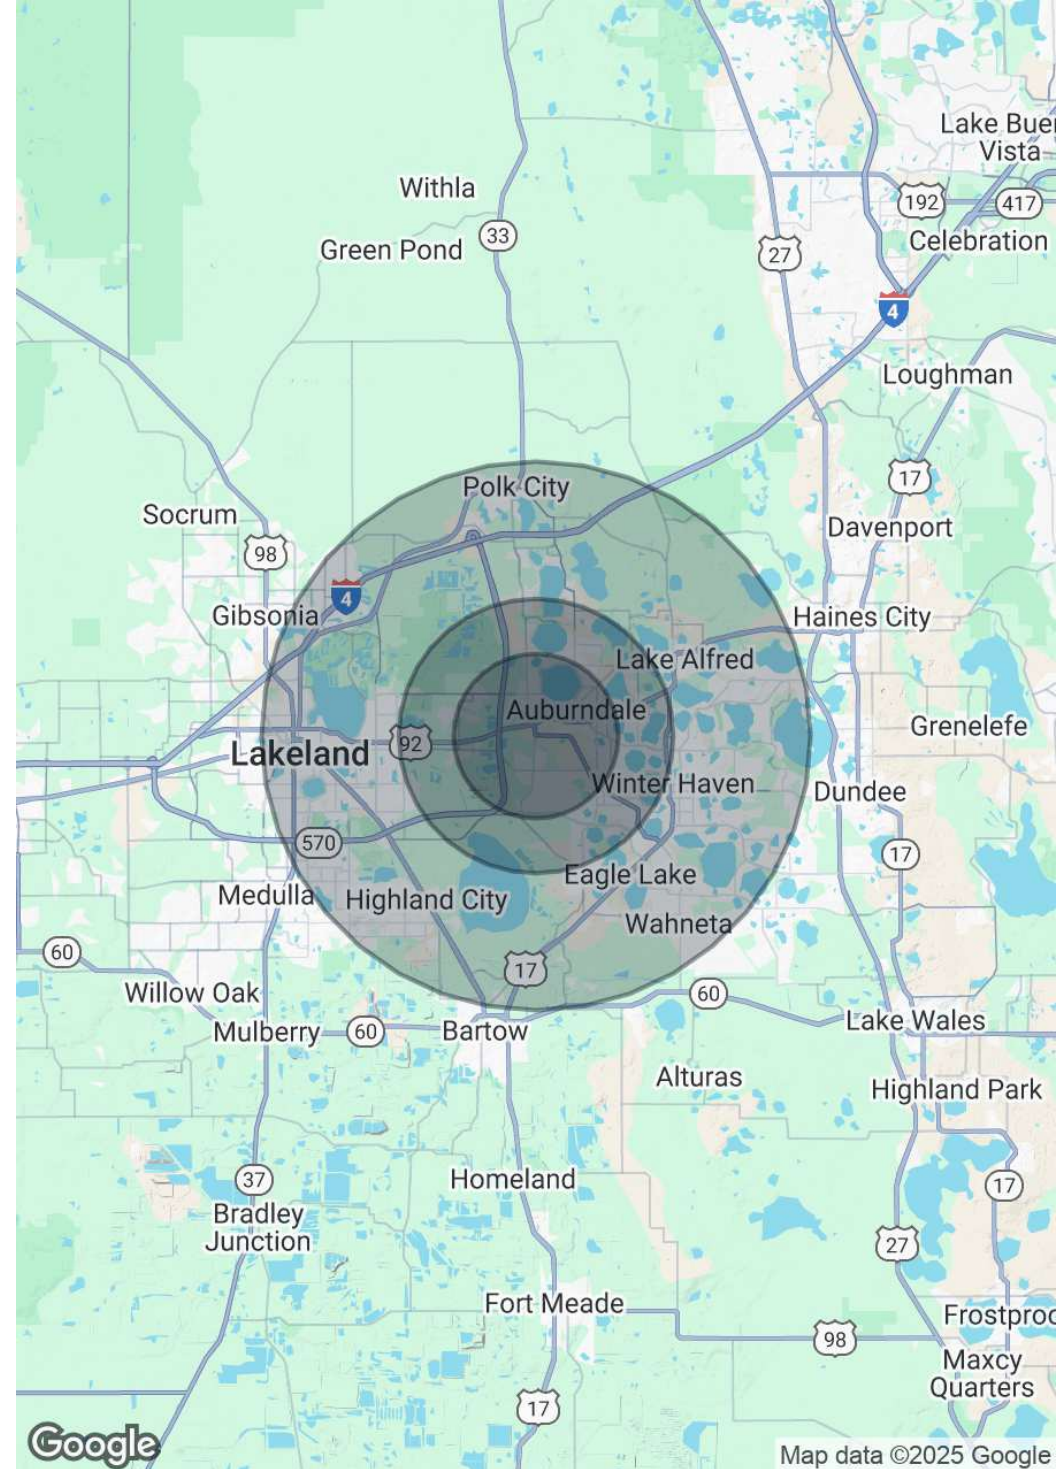 Lake Buer
Vista
Withla
192
417
33
Green Pond
Celebration
27
4
Loughman
17
Polk City
Socrum
Davenport
98
4
Gibsonia
Haines City
Lake Alfred
Auburndale
Grenelefe
92
Lakeland
Winter Haven
Dundee
570
17
Eagle Lake
Medulla
Highland City
Wahneta
60
17
Willow Oak
60
Lake Wales
Mulberry
60
Bartow
Alturas
Highland Park
37
Homeland
17
Bradley
Junction
27
Fort Meade
Frostproo
98
Maxcy
Quarters
17
Google
Map data ©2025 Google